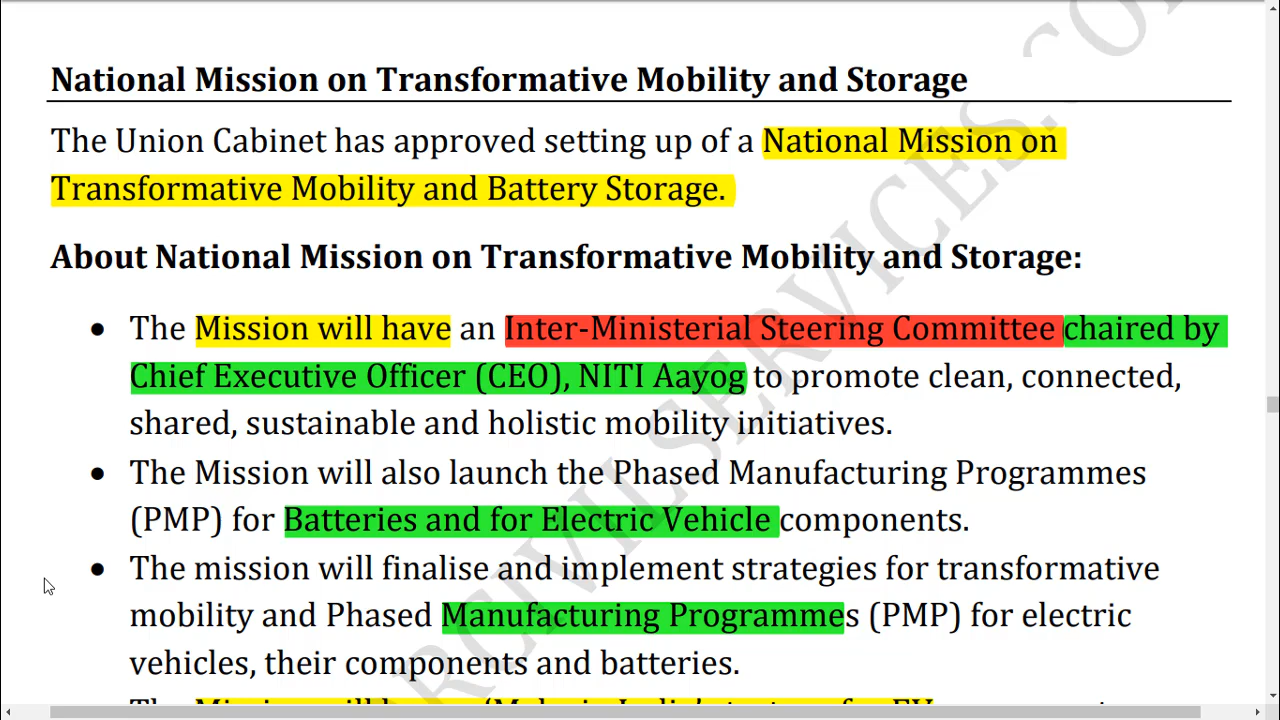 National Mission on Transformative Mobility and Storage
The Union Cabinet has approved setting up of a National Mission on
Transformative Mobility and Battery Storage.
About National Mission on Transformative Mobility and Storage:
• The Mission will have an Inter-Ministerial Steering Committee chaired by
Chief Executive Officer (CEO), NITI Aayog to promote clean, connected,
shared, sustainable and holistic mobility initiatives.
• The Mission will also launch the Phased Manufacturing Programmes
(PMP) for Batteries and for Electric Vehicle components.
• The mission will finalise and implement strategies for transformative
mobility and Phased Manufacturing Programmes (PMP) for electric
vehicles, their components and batteries.
RCIVILSERVICES.CO